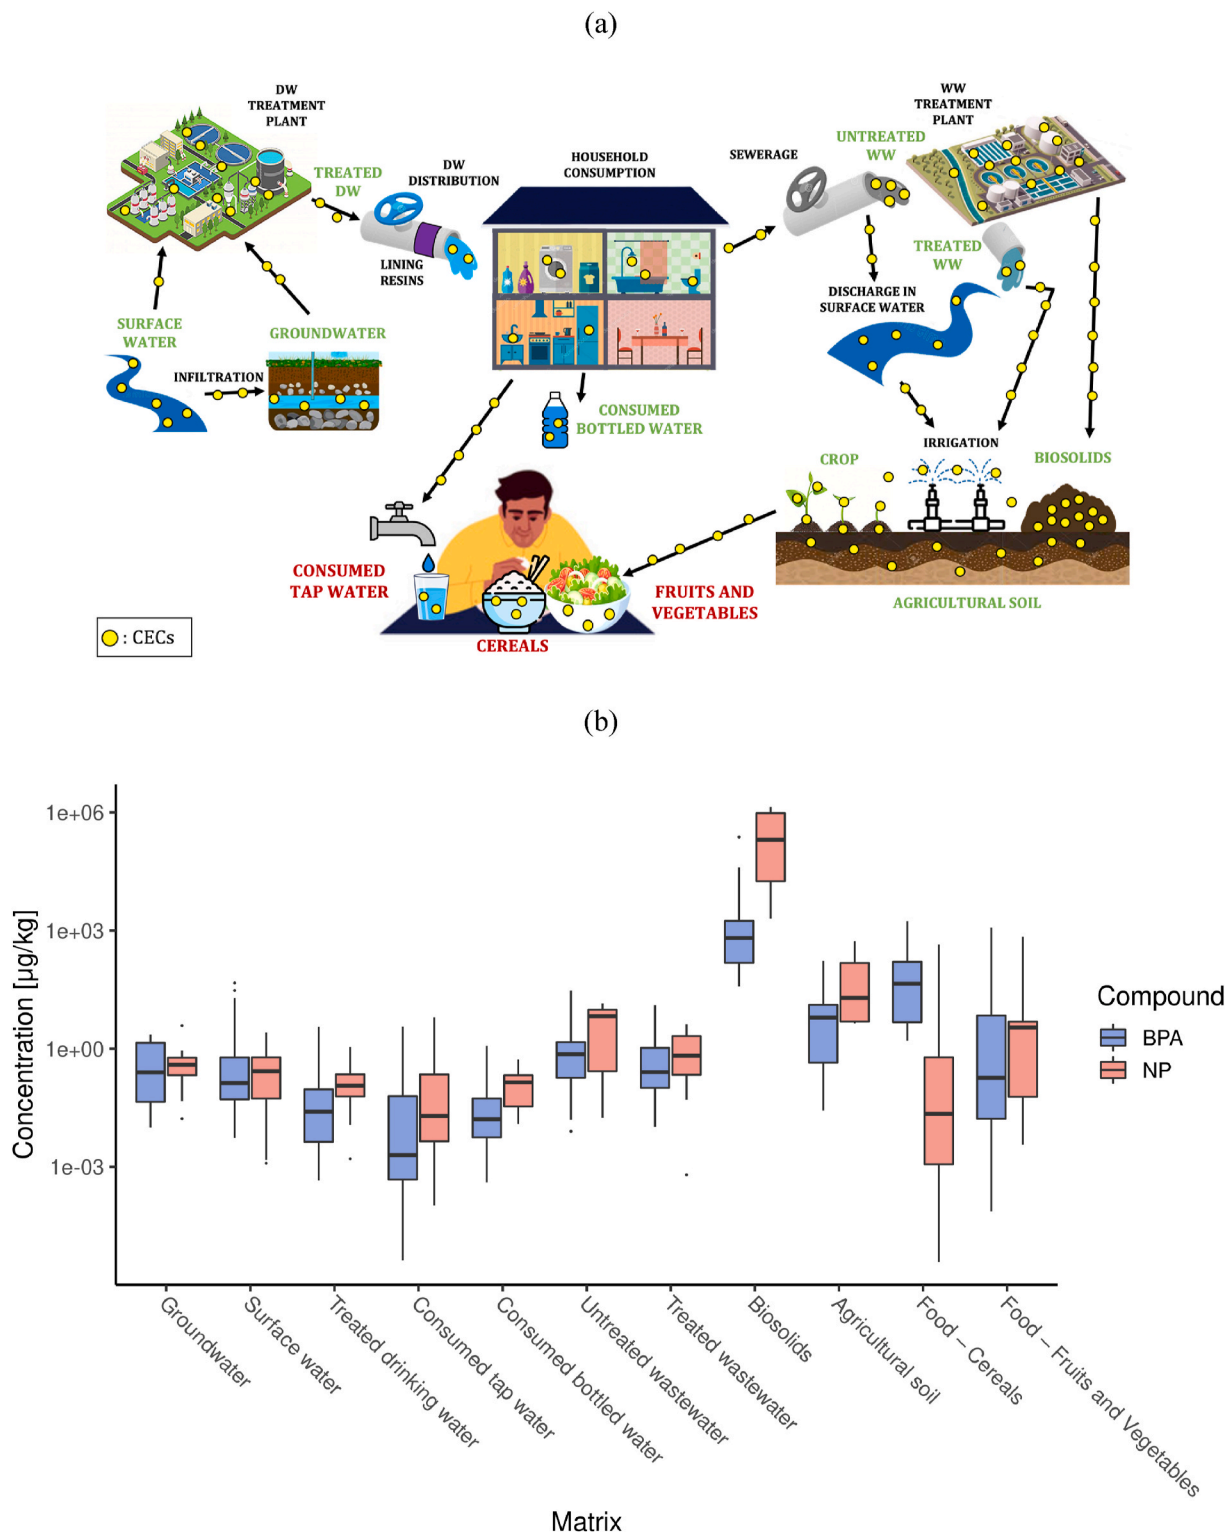 (a)
DW
TREATMENT
PLANT
WW
TREATMENT
PLANT
UNTREATED
WW
SEWERAGE
HOUSEHOLD
CONSUMPTION
DW
DISTRIBUTION
TREATED
DW
LINING
RESINS
TREATED
WW
DISCHARGE IN
SURFACE WATER
SURFACE
WATER
GROUNDWATER
INFILTRATION
CONSUMED
BOTTLED WATER
CROP
IRRIGATION
BIOSOLIDS
CONSUMED
TAP WATER
FRUITS AND
VEGETABLES
AGRICULTURAL SOIL
CEREALS
: CECs
(b)
Concentration [µg/kg]
1e+06
1e+03
1e+00
1e-03
Compound
BPA
NP
Groundwater
Surface water
Treated drinking water
Consumed tap water
Consumed bottled water
Untreated wastewater
Treated wastewater
Biosolids
Agricultural soil
Food – Cereals
Food – Fruits and Vegetables
Matrix